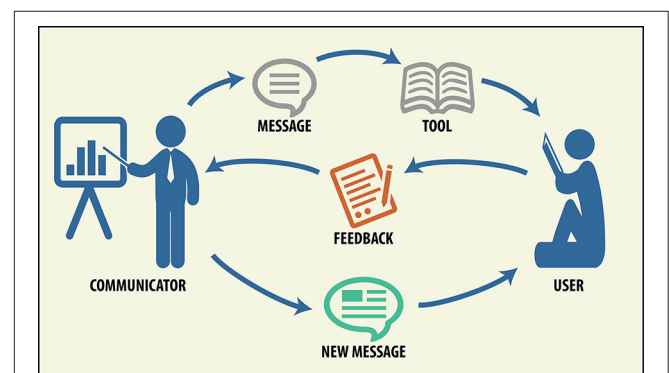 MESSAGE
TOOL
FEEDBACK
COMMUNICATOR
USER
NEW MESSAGE